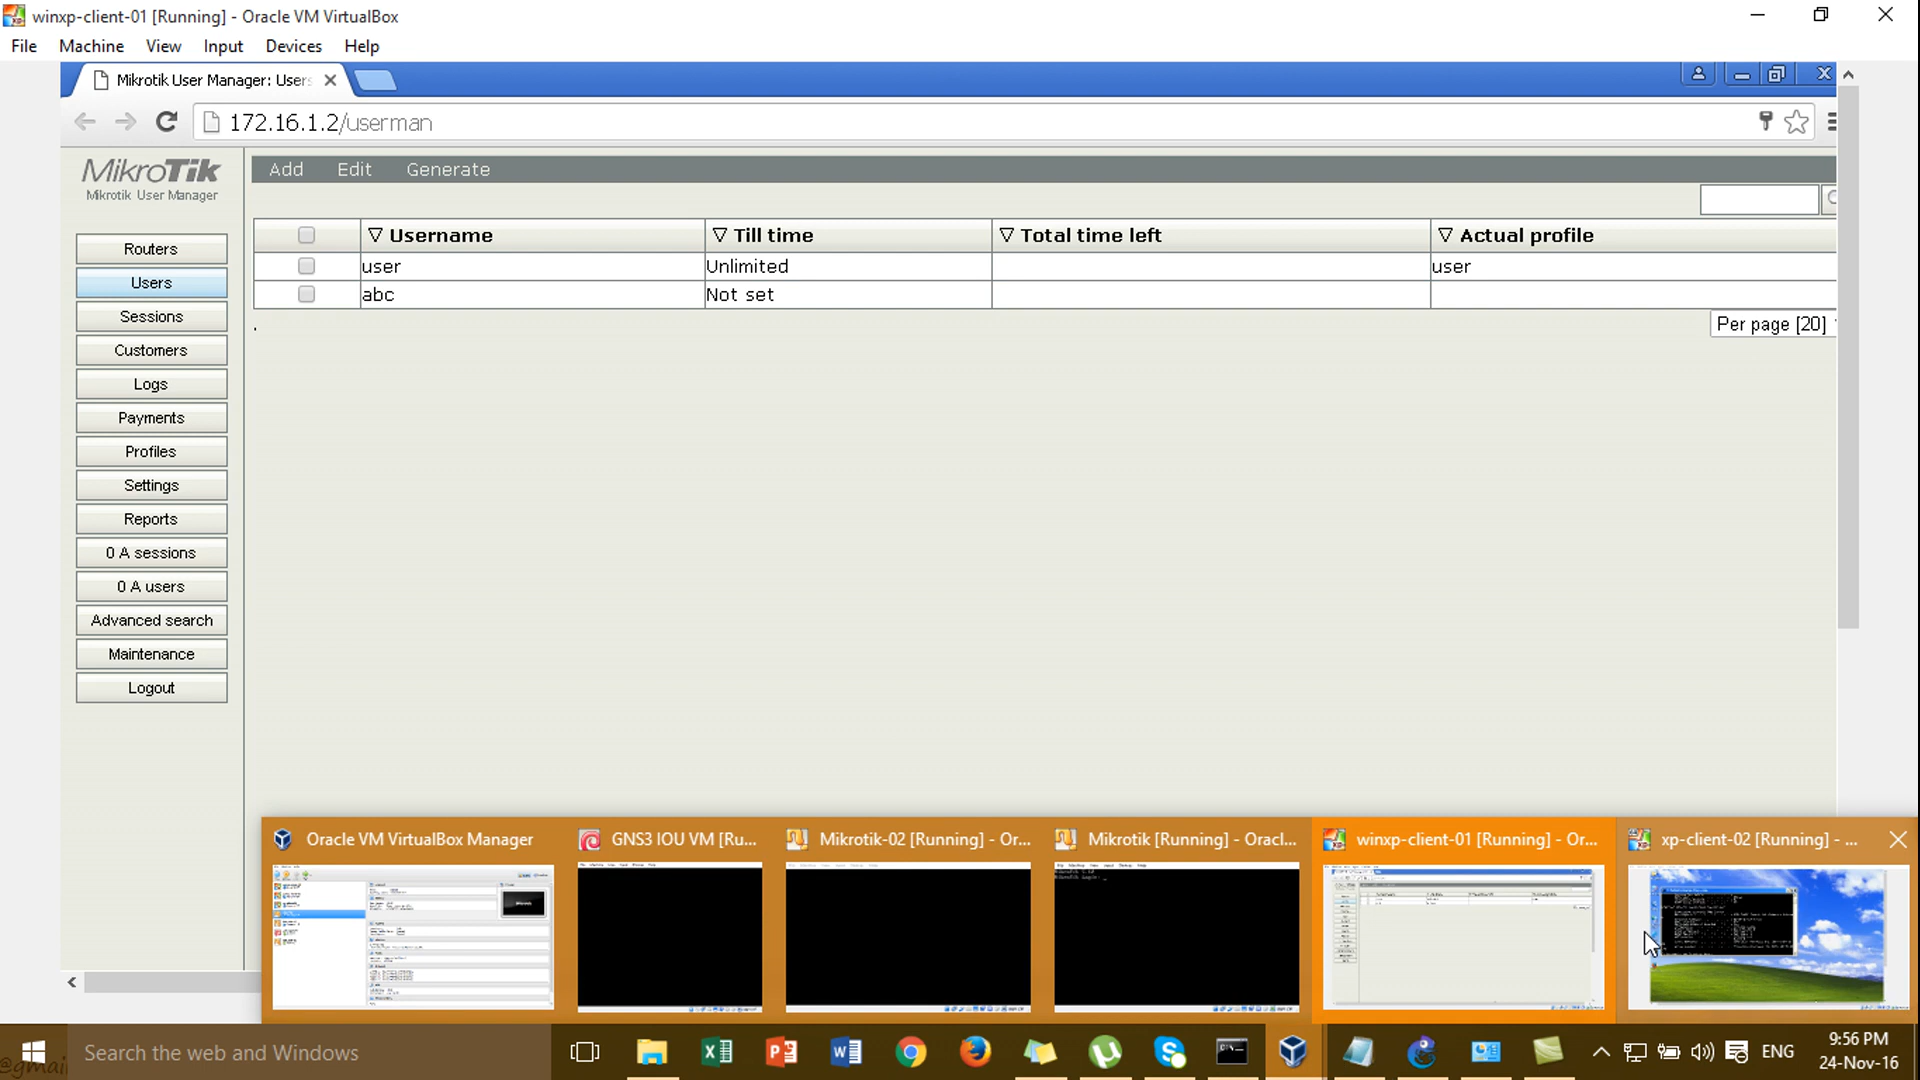 winxp-client-01 [Running] - Oracle VM VirtualBox
File Machine View Input Devices Help
Mikrotik User Manager: Users
172.16.1.2/userman
MikroTik
Mikrotik User Manager
Add Edit Generate
Username Till time Total time left Actual profile
user Unlimited user
abc Not set
.
Per page [20]
Routers
Users
Sessions
Customers
Logs
Payments
Profiles
Settings
Reports
0 A sessions
0 A users
Advanced search
Maintenance
Logout
Oracle VM VirtualBox Manager
GNS3 IOU VM [Ru...
Mikrotik-02 [Running] - Or...
Mikrotik [Running] - Oracl...
winxp-client-01 [Running] - Or...
xp-client-02 [Running] - ...
@gmai
Search the web and Windows
ENG
9:56 PM
24-Nov-16